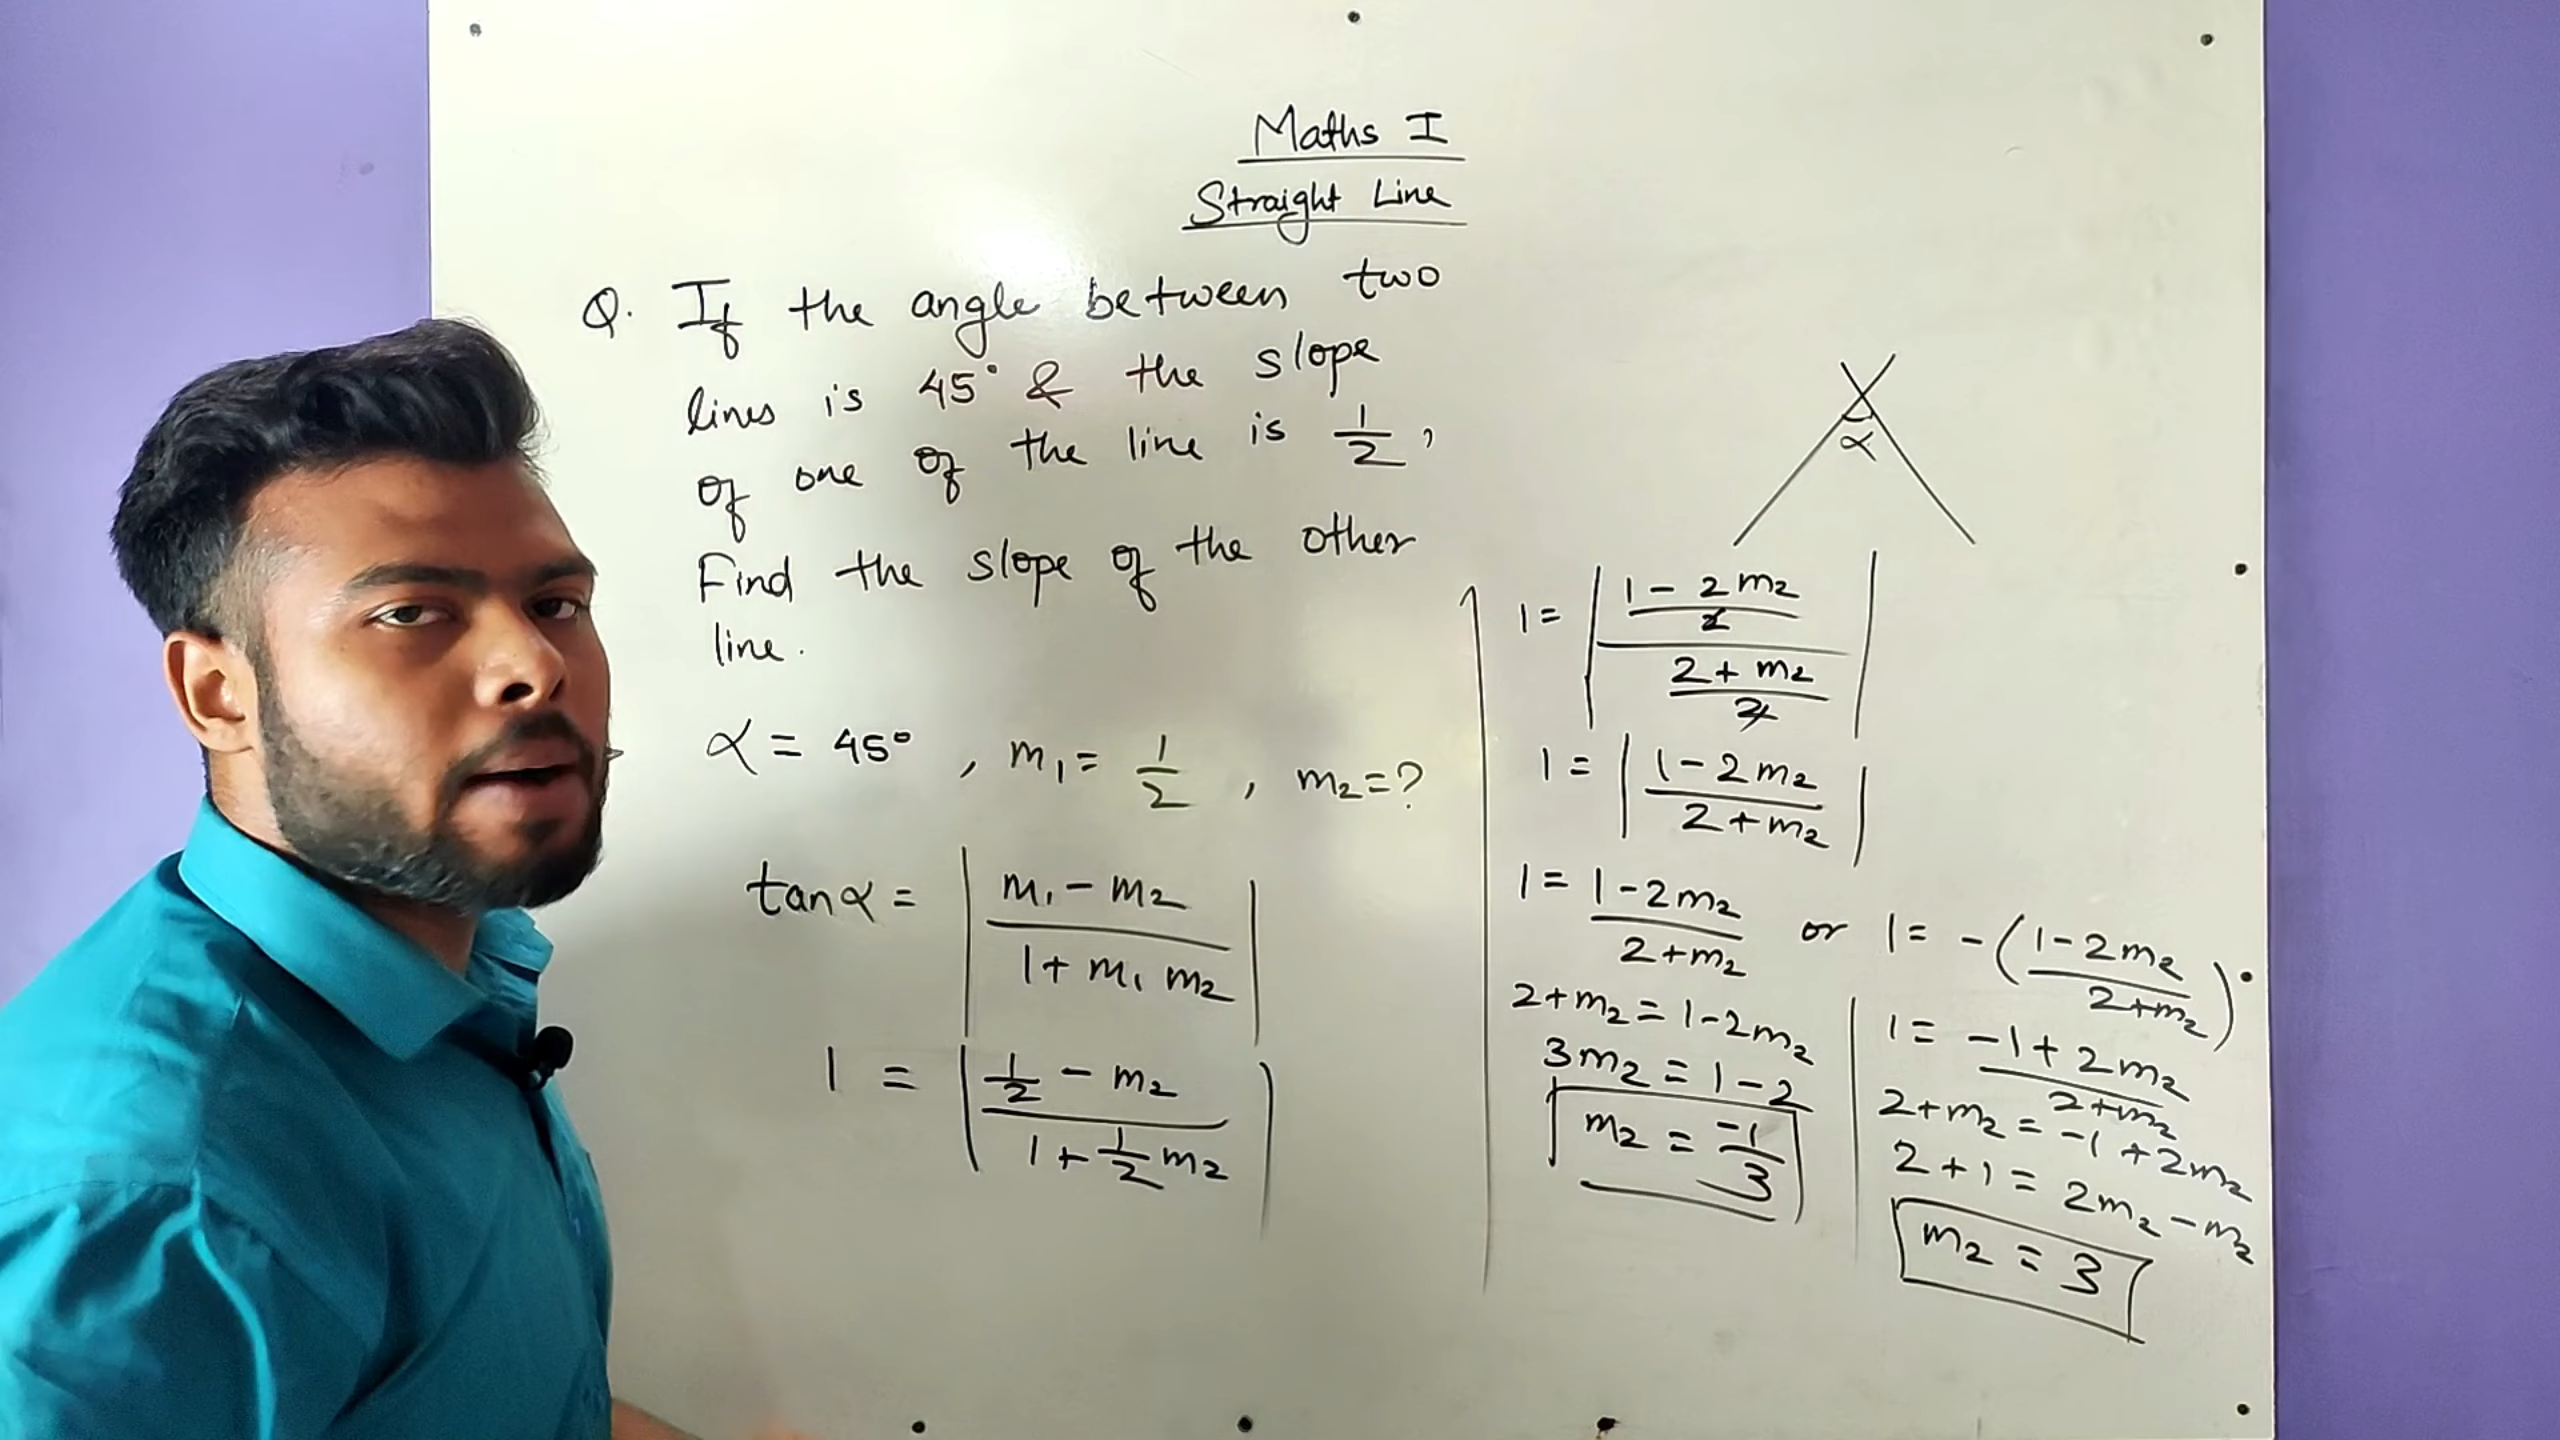 Maths I
Straight Line
Q. If the angle between two
lines is 45° & the slope
of one of the line is 1/2,
Find the slope of the other
line.
α = 45°, m₁ = 1/2, m₂ = ?
tanα = | (m₁ - m₂) / (1 + m₁ m₂) |
1 = | (1/2 - m₂) / (1 + 1/2 m₂) |
α
1 = | ((1 - 2m₂)/2) / ((2 + m₂)/2) |
1 = | (1 - 2m₂) / (2 + m₂) |
1 = (1 - 2m₂) / (2 + m₂) or 1 = -((1 - 2m₂) / (2 + m₂))
2 + m₂ = 1 - 2m₂
3m₂ = 1 - 2
m₂ = -1/3
1 = (-1 + 2m₂) / (2 + m₂)
2 + m₂ = -1 + 2m₂
2 + 1 = 2m₂ - m₂
m₂ = 3